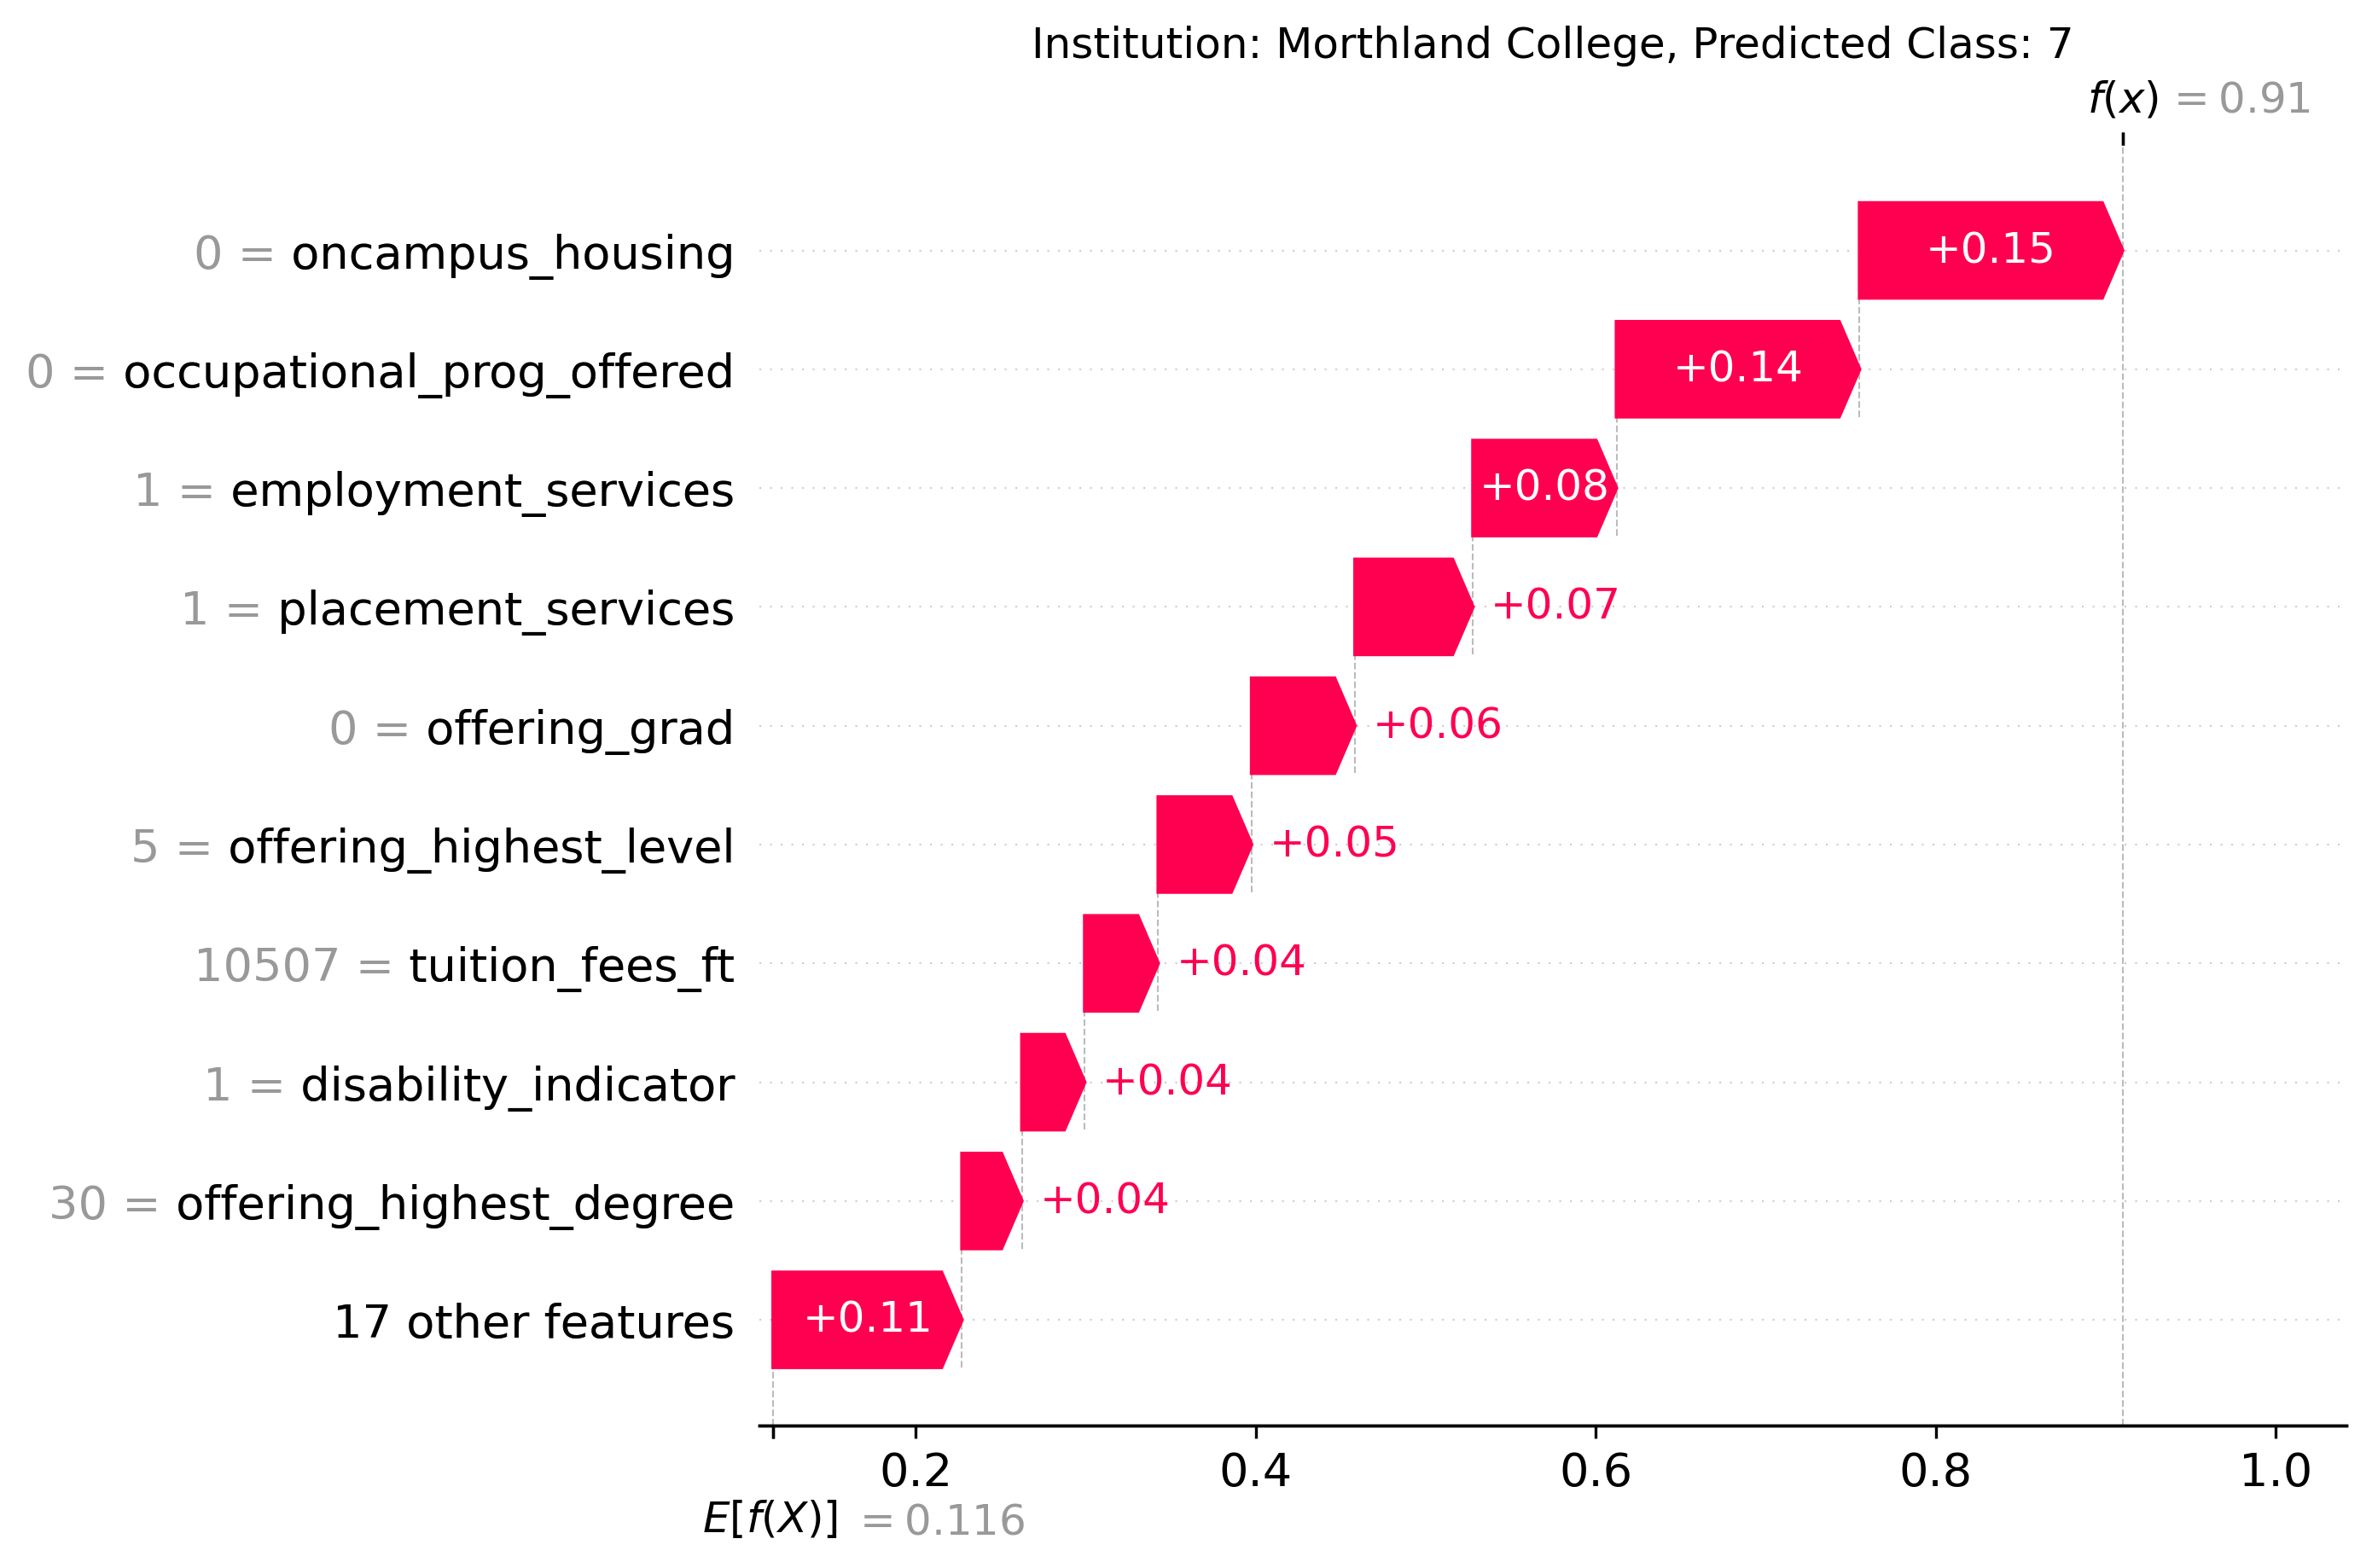 Institution: Morthland College, Predicted Class: 7
f(x) = 0.91
0 = oncampus_housing +0.15
0 = occupational_prog_offered +0.14
1 = employment_services +0.08
1 = placement_services +0.07
0 = offering_grad +0.06
5 = offering_highest_level +0.05
10507 = tuition_fees_ft +0.04
1 = disability_indicator +0.04
30 = offering_highest_degree +0.04
17 other features +0.11
0.2 0.4 0.6 0.8 1.0
E[f(X)] = 0.116